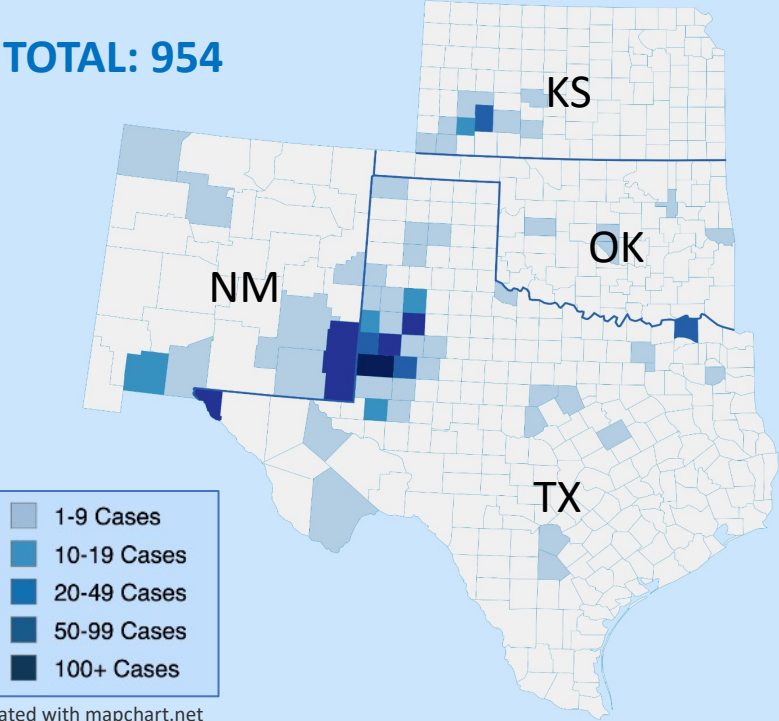 TOTAL: 954
KS
OK
NM
TX
1-9 Cases
10-19 Cases
20-49 Cases
50-99 Cases
100+ Cases
ated with mapchart.net